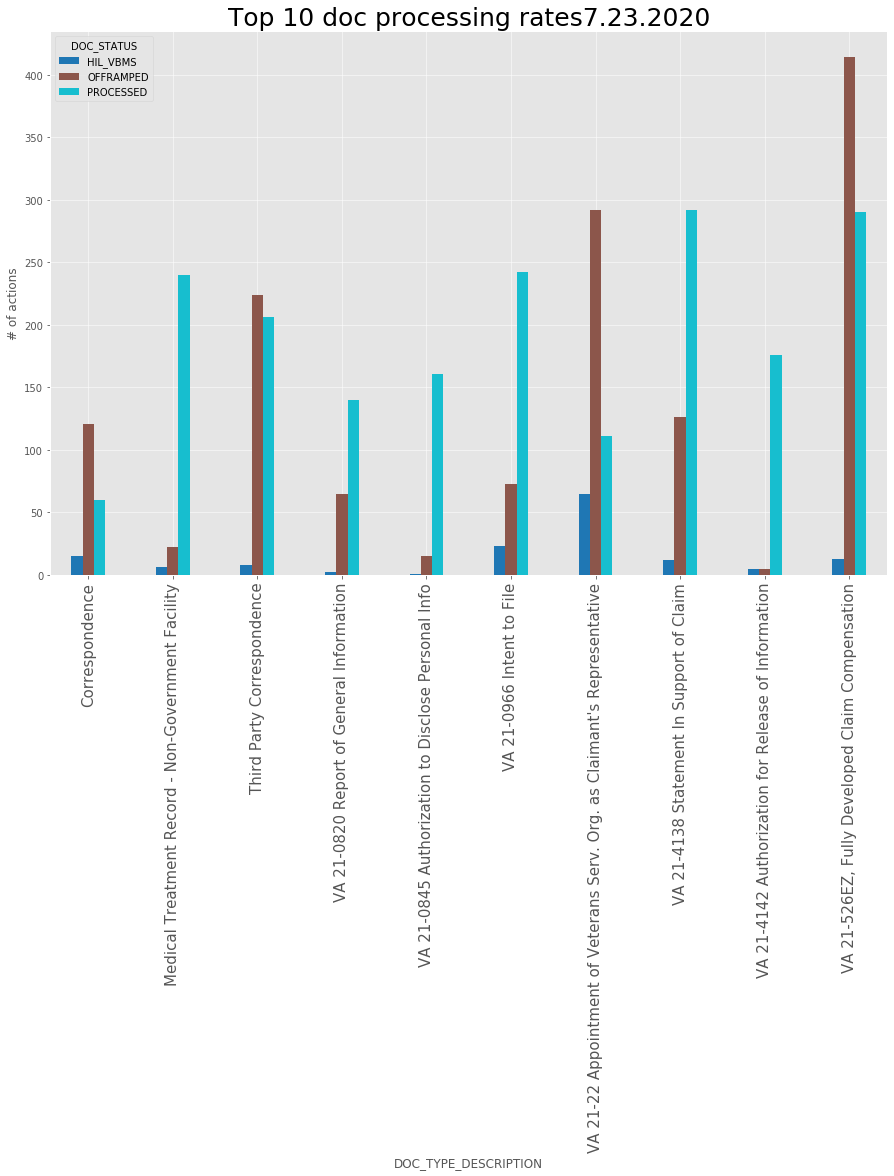 Top 10 doc processing rates7.23.2020
DOC_STATUS
HIL_VBMS
OFFRAMPED
PROCESSED
# of actions
400
350
300
250
200
150
100
50
0
Correspondence
Medical Treatment Record - Non-Government Facility
Third Party Correspondence
VA 21-0820 Report of General Information
VA 21-0845 Authorization to Disclose Personal Info
VA 21-0966 Intent to File
VA 21-22 Appointment of Veterans Serv. Org. as Claimant's Representative
VA 21-4138 Statement In Support of Claim
VA 21-4142 Authorization for Release of Information
VA 21-526EZ, Fully Developed Claim Compensation
DOC_TYPE_DESCRIPTION